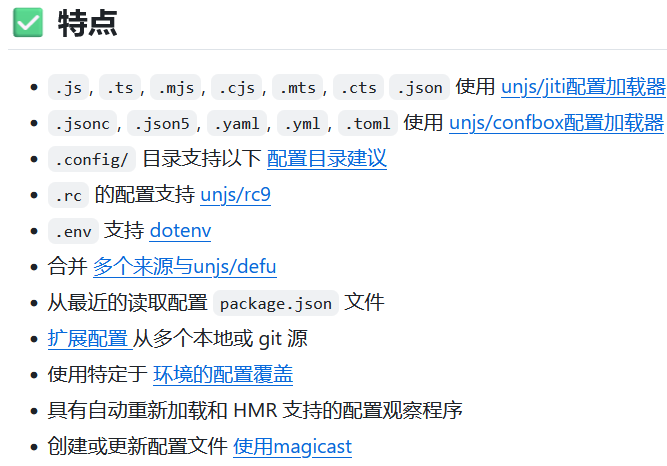 ✅ 特点
.js, .ts, .mjs, .cjs, .mts, .cts .json 使用 unjs/jiti配置加载器
.jsonc, .json5, .yaml, .yml, .toml 使用 unjs/confbox配置加载器
.config/ 目录支持以下 配置目录建议
.rc 的配置支持 unjs/rc9
.env 支持 dotenv
合并 多个来源与unjs/defu
从最近的读取配置 package.json 文件
扩展配置 从多个本地或 git 源
使用特定于 环境的配置覆盖
具有自动重新加载和 HMR 支持的配置观察程序
创建或更新配置文件 使用magicast